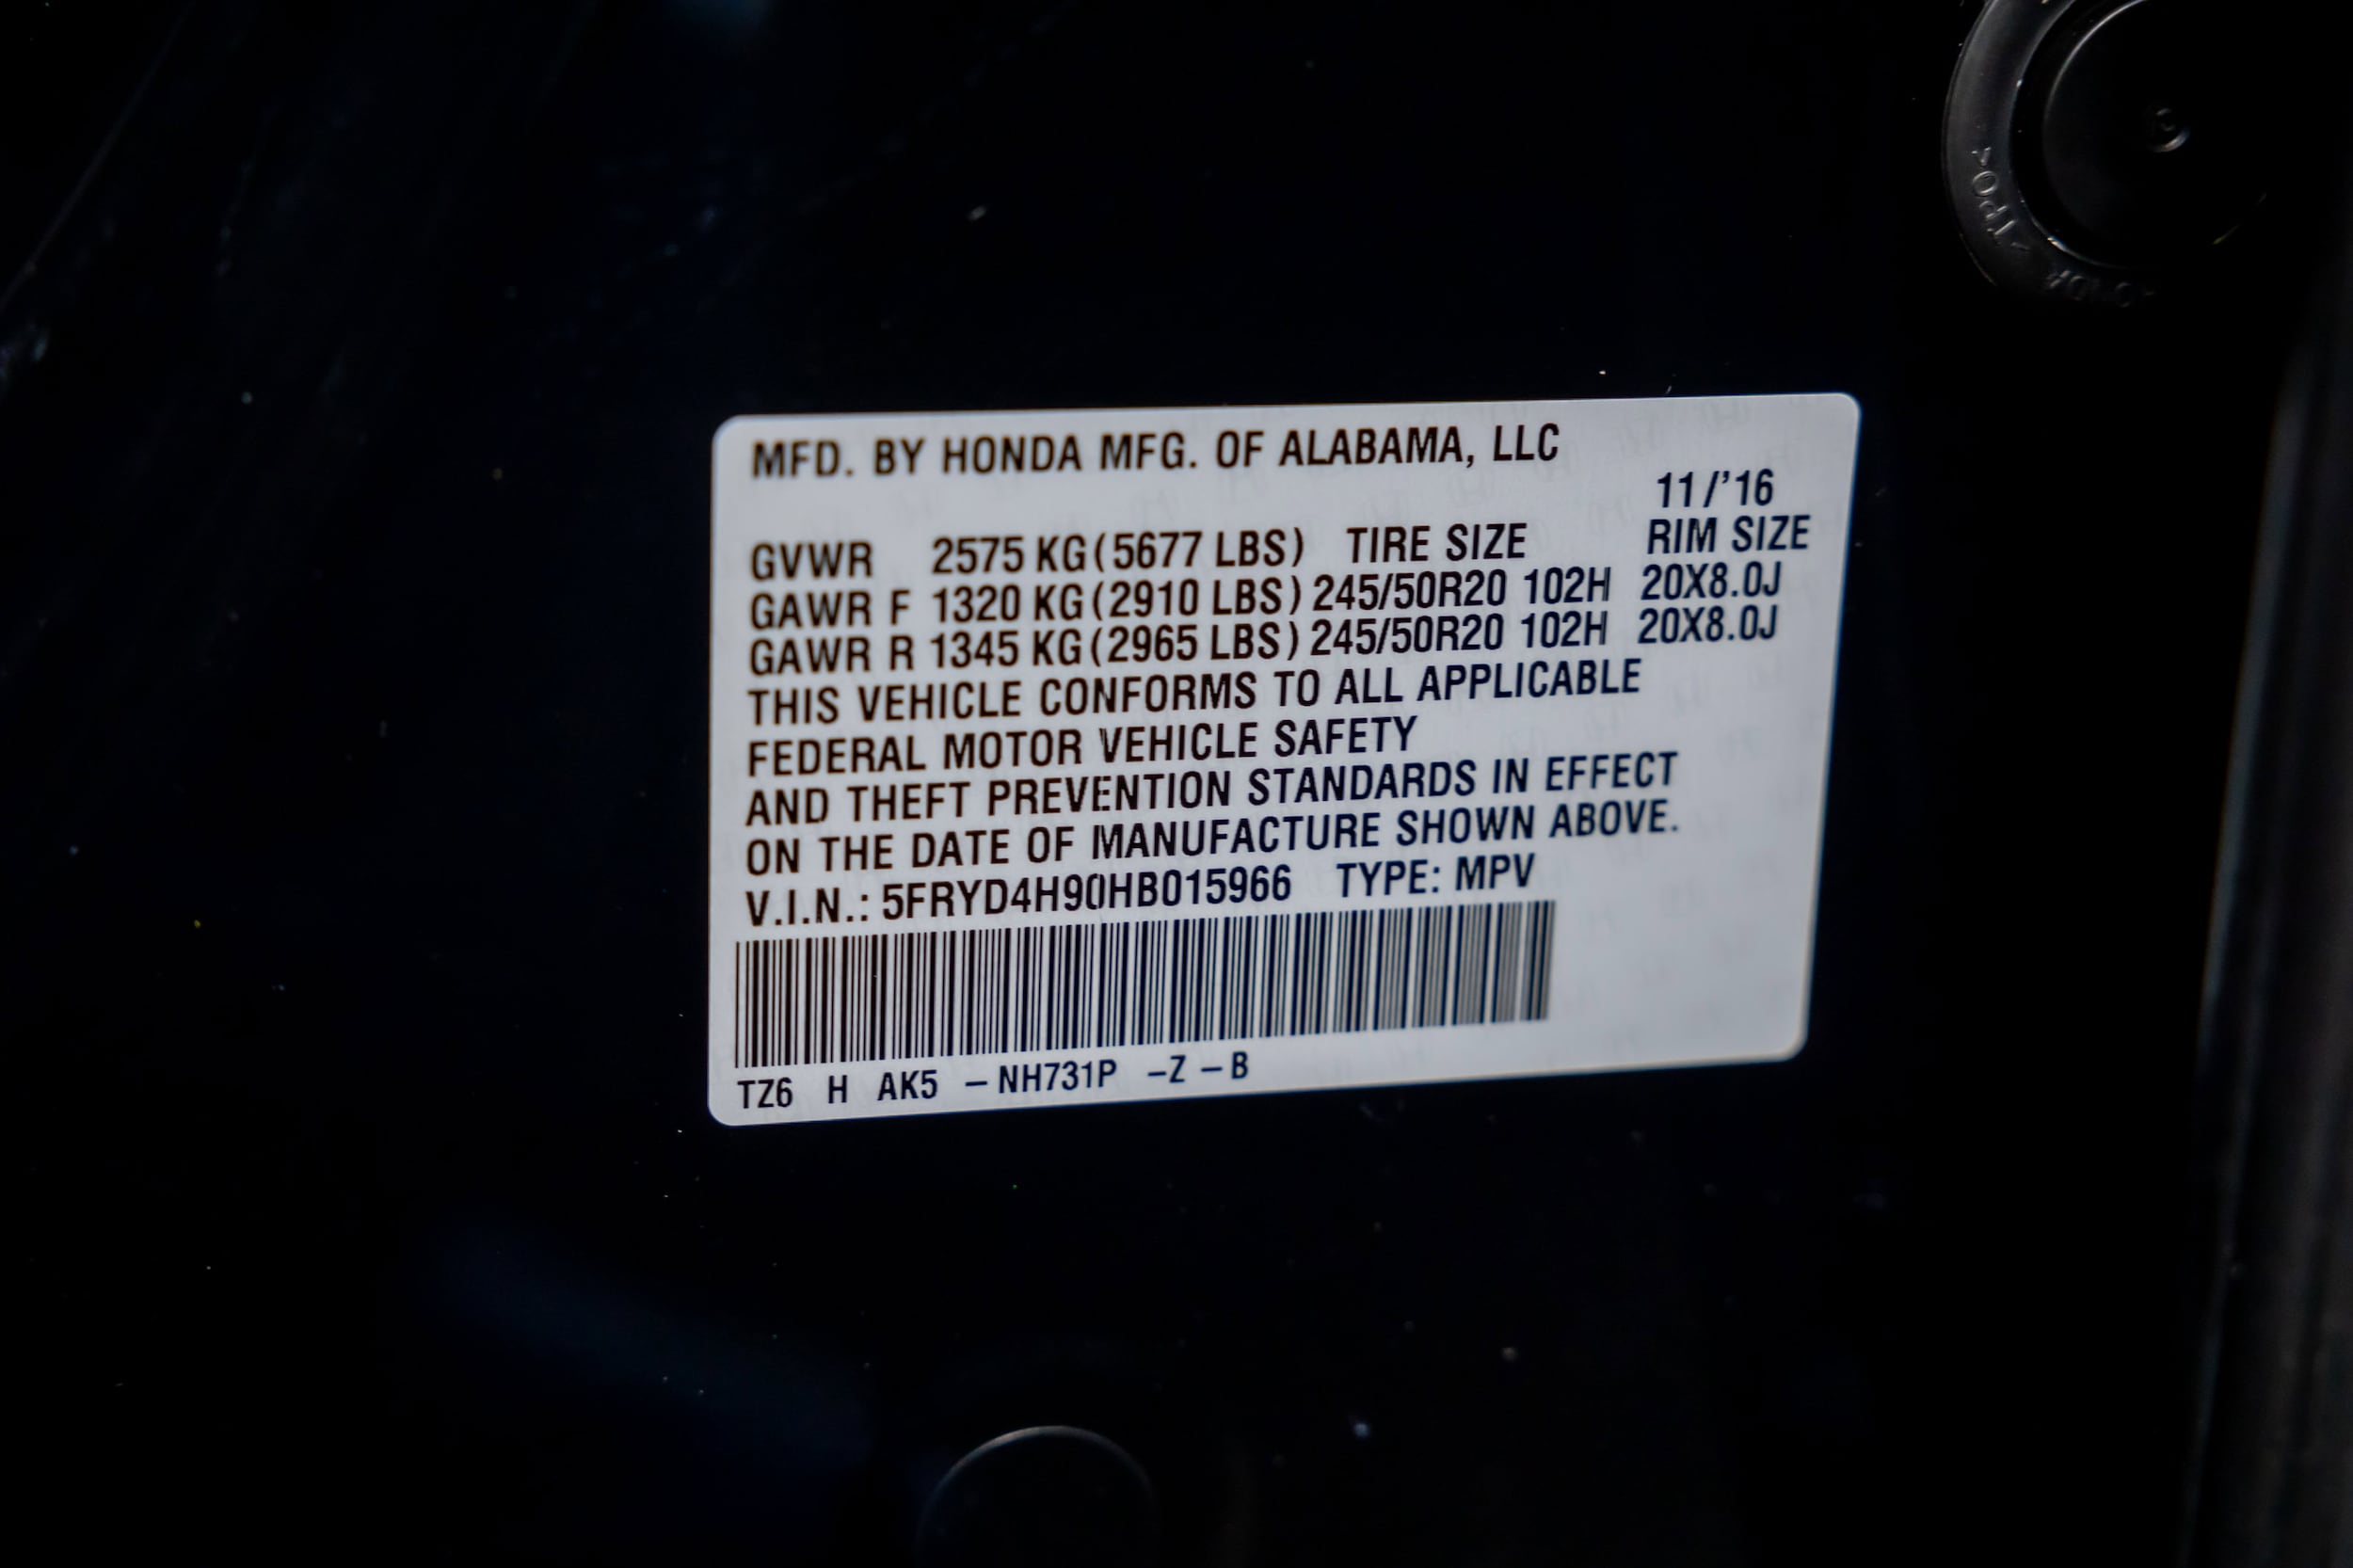 MFD. BY HONDA MFG. OF ALABAMA, LLC
11/'16
GVWR 2575 KG(5677 LBS) TIRE SIZE RIM SIZE
GAWR F 1320 KG(2910 LBS) 245/50R20 102H 20X8.0J
GAWR R 1345 KG(2965 LBS) 245/50R20 102H 20X8.0J
THIS VEHICLE CONFORMS TO ALL APPLICABLE
FEDERAL MOTOR VEHICLE SAFETY
AND THEFT PREVENTION STANDARDS IN EFFECT
ON THE DATE OF MANUFACTURE SHOWN ABOVE.
V.I.N.: 5FRYD4H90HB015966 TYPE: MPV
TZ6 H AK5 –NH731P –Z –B